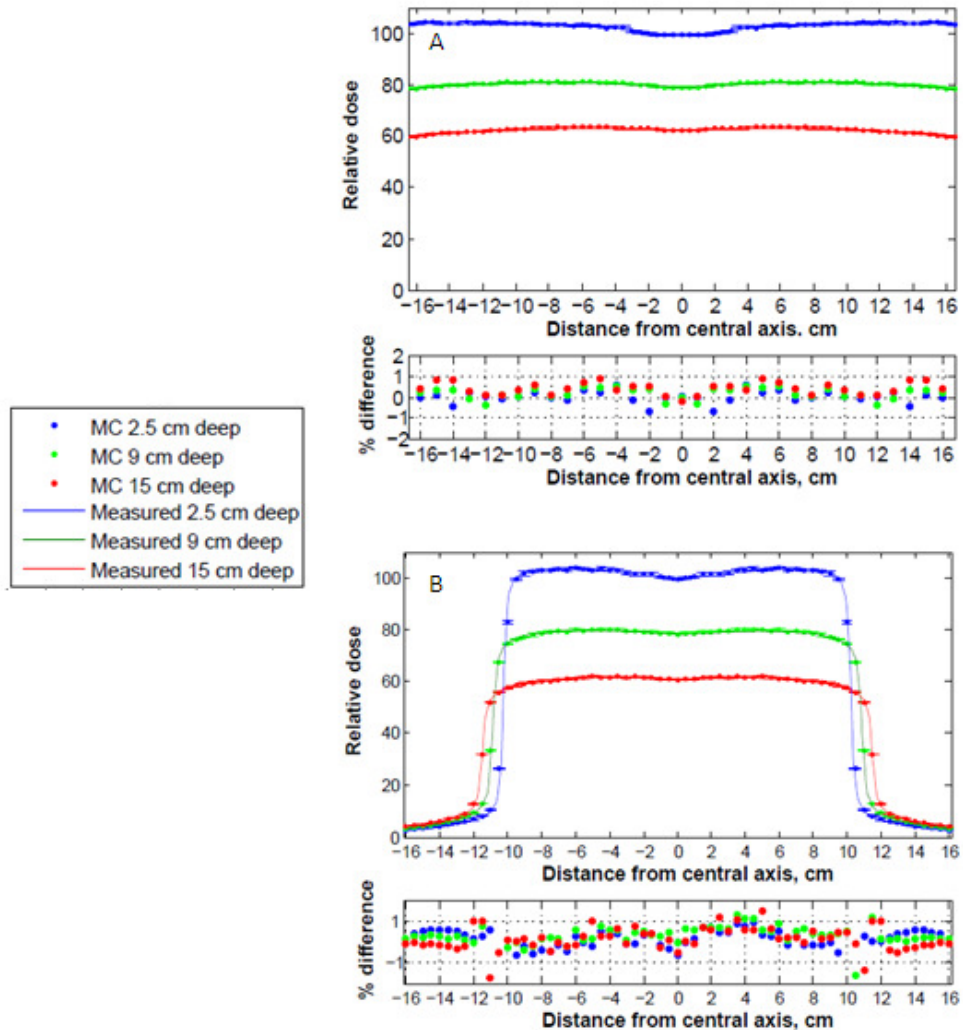 A
100
80
60
40
20
0
Relative dose
−16 −14 −12 −10 −8 −6 −4 −2 0 2 4 6 8 10 12 14 16
Distance from central axis. cm
2
1
0
−1
−2
% difference
−16 −14 −12 −10 −8 −6 −4 −2 0 2 4 6 8 10 12 14 16
Distance from central axis, cm
MC 2.5 cm deep
MC 9 cm deep
MC 15 cm deep
Measured 2.5 cm deep
Measured 9 cm deep
Measured 15 cm deep
B
100
80
60
40
20
0
Relative dose
−16 −14 −12 −10 −8 −6 −4 −2 0 2 4 6 8 10 12 14 16
Distance from central axis, cm
1
−1
% difference
−16 −14 −12 −10 −8 −6 −4 −2 0 2 4 6 8 10 12 14 16
Distance from central axis, cm